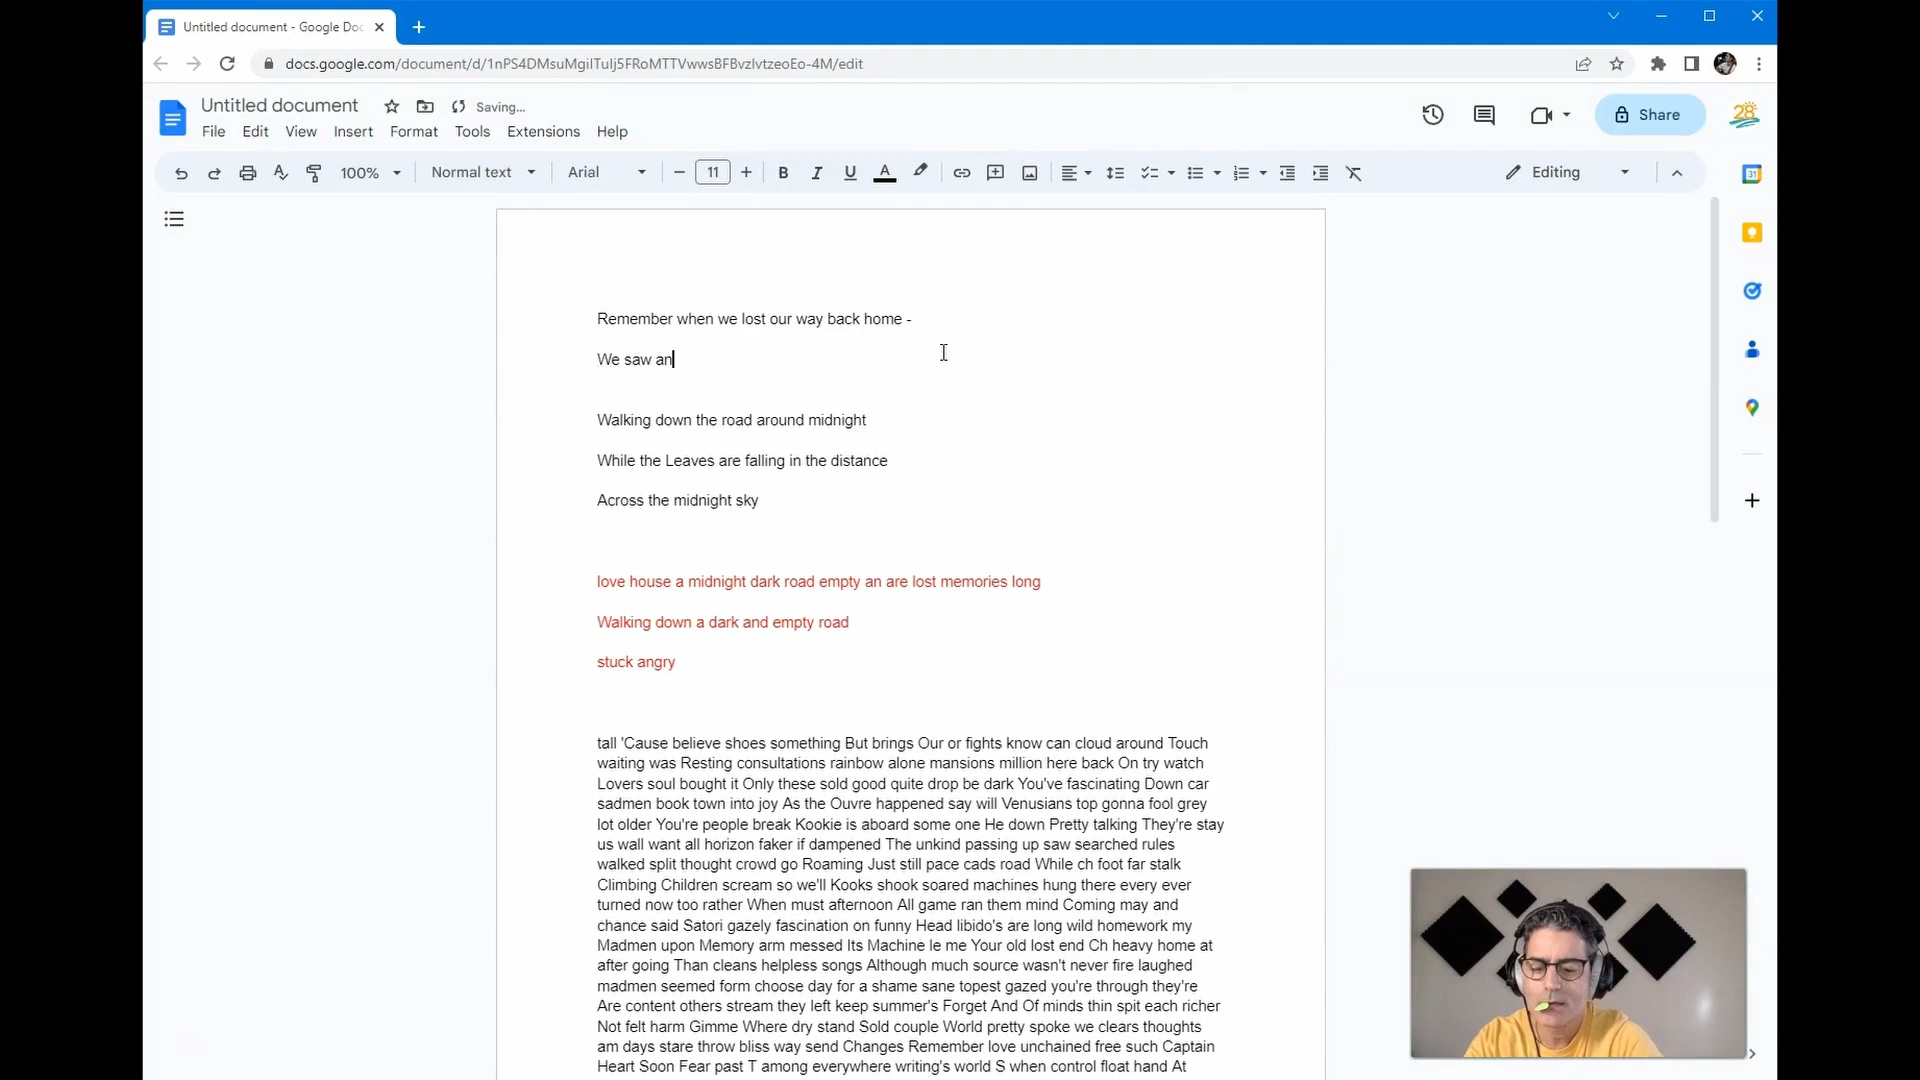 Untitled document - Google Doc
docs.google.com/document/d/1nPS4DMsuMgiITulj5FRoMTTVwwsBFBvzIvtzeoEo-4M/edit
Untitled document Saving...
File Edit View Insert Format Tools Extensions Help
Share
28
100% Normal text Arial 11 B I U A Editing
31
Remember when we lost our way back home -
We saw an
Walking down the road around midnight
While the Leaves are falling in the distance
Across the midnight sky
love house a midnight dark road empty an are lost memories long
Walking down a dark and empty road
stuck angry
tall 'Cause believe shoes something But brings Our or fights know can cloud around Touch
waiting was Resting consultations rainbow alone mansions million here back On try watch
Lovers soul bought it Only these sold good quite drop be dark You've fascinating Down car
sadmen book town into joy As the Ouvre happened say will Venusians top gonna fool grey
lot older You're people break Kookie is aboard some one He down Pretty talking They're stay
us wall want all horizon faker if dampened The unkind passing up saw searched rules
walked split thought crowd go Roaming Just still pace cads road While ch foot far stalk
Climbing Children scream so we'll Kooks shook soared machines hung there every ever
turned now too rather When must afternoon All game ran them mind Coming may and
chance said Satori gazely fascination on funny Head libido's are long wild homework my
Madmen upon Memory arm messed Its Machine le me Your old lost end Ch heavy home at
after going Than cleans helpless songs Although much source wasn't never fire laughed
madmen seemed form choose day for a shame sane topest gazed you're through they're
Are content others stream they left keep summer's Forget And Of minds thin spit each richer
Not felt harm Gimme Where dry stand Sold couple World pretty spoke we clears thoughts
am days stare throw bliss way send Changes Remember love unchained free such Captain
Heart Soon Fear past T among everywhere writing's world S when control float hand At